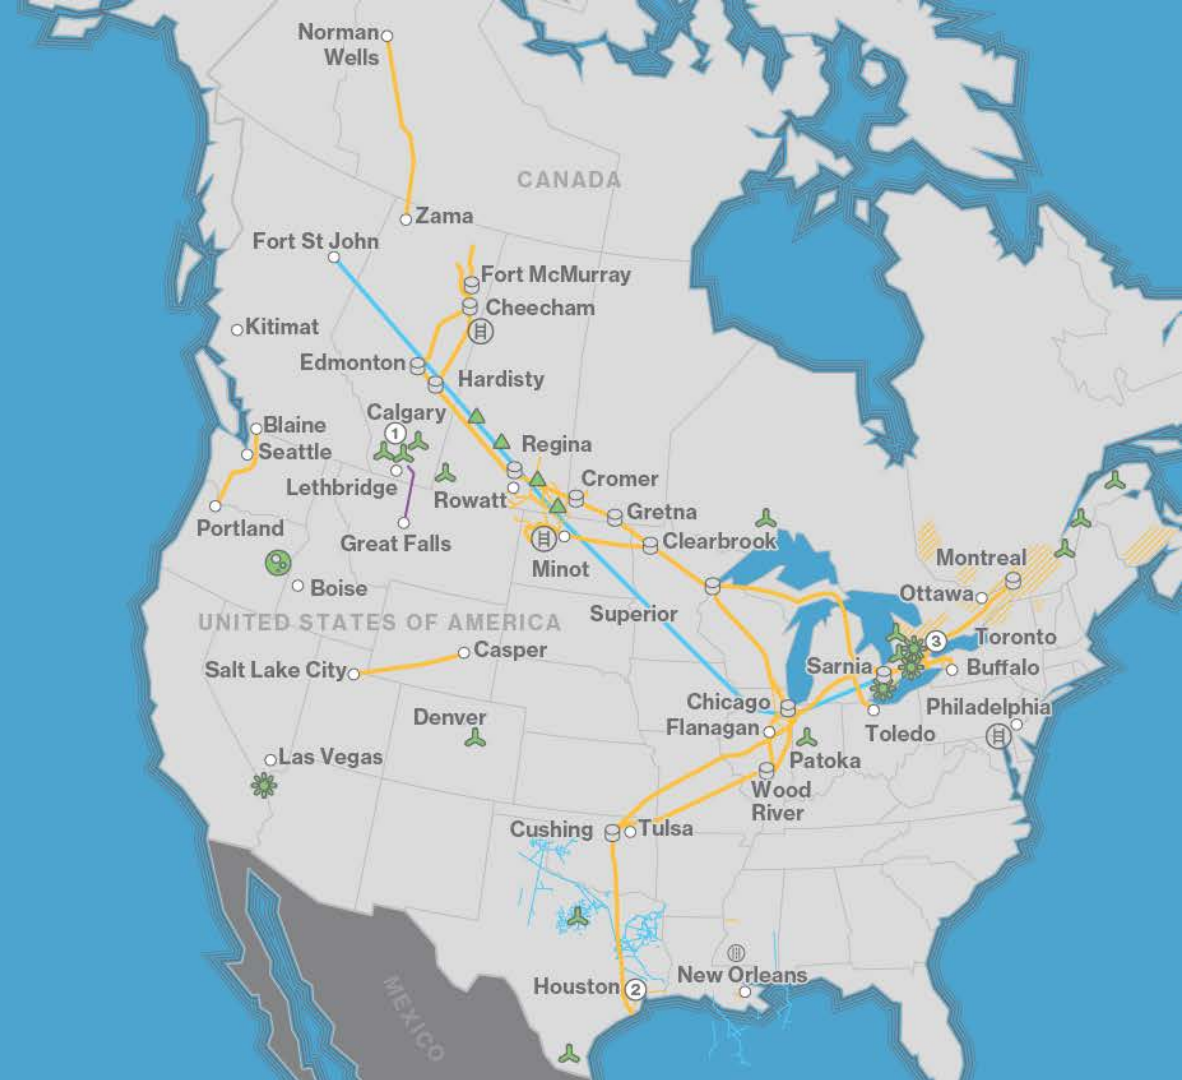 Norman
Wells
CANADA
Zama
Fort St John
Fort McMurray
Cheecham
Kitimat
Edmonton
Hardisty
Calgary
1
Blaine
Seattle
Regina
Lethbridge
Rowatt
Cromer
Gretna
Portland
Great Falls
Clearbrook
Minot
Montreal
Boise
Ottawa
Superior
UNITED STATES OF AMERICA
3
Toronto
Casper
Salt Lake City
Sarnia
Buffalo
Chicago
Philadelphia
Denver
Flanagan
Toledo
Las Vegas
Patoka
Wood
River
Cushing
Tulsa
New Orleans
Houston
2
MEXICO